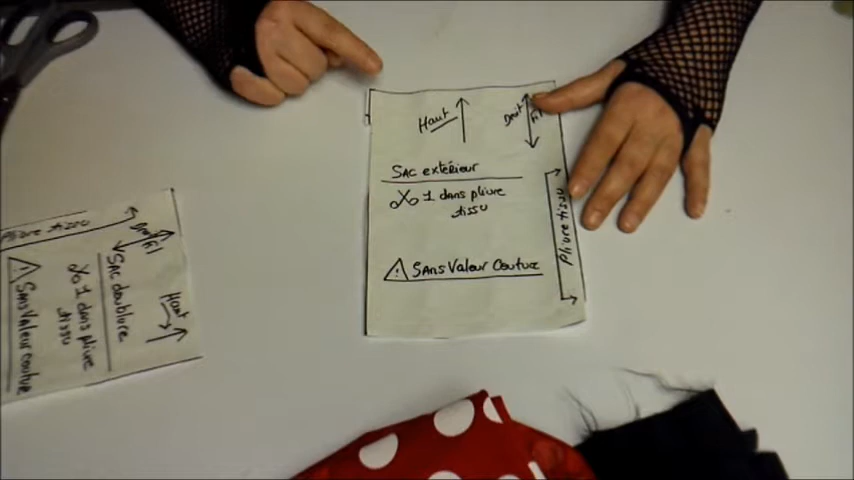 Haut
Droit
fil
SAC extérieur
1 dans pliure
tissu
pliure tissu
⚠ SANS Valeur Couture
pliure tissu
Droit
fil
Haut
SAC doublure
1 dans pliure
tissu
⚠ SANS Valeur couture